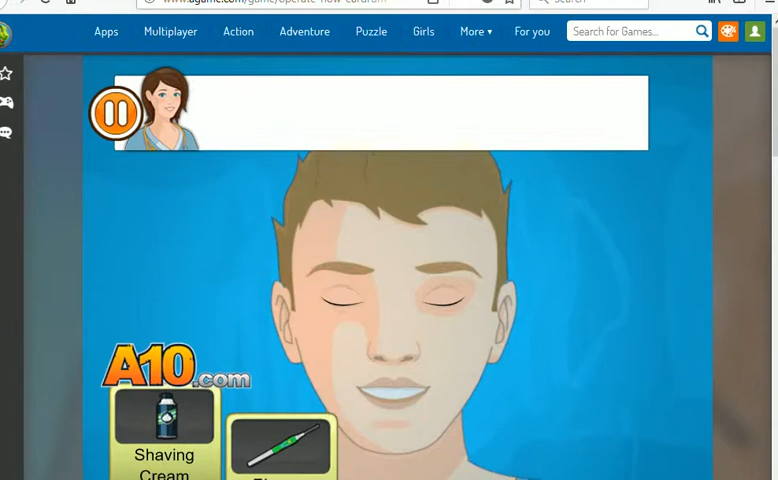 Apps Multiplayer Action Adventure Puzzle Girls More ▾ For you Search for Games...
A10.com
Shaving
Cream